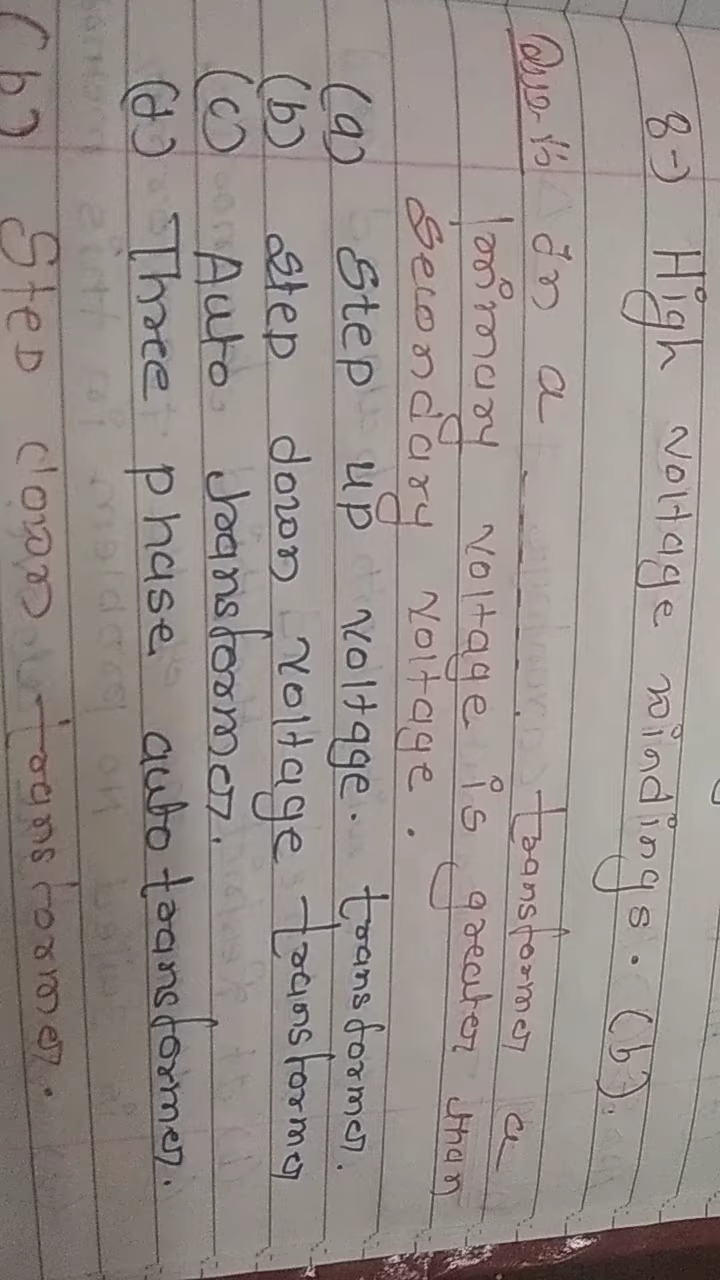 8-) High voltage windings. (b).
Que-1:) In a ______ transformer a
primary voltage is greater than
Secondary voltage.
(a) Step up voltage. transformer.
(b) Step down voltage transformer
(c) Auto transformer.
(d) Three phase auto transformer.
(b) Step down transformer.